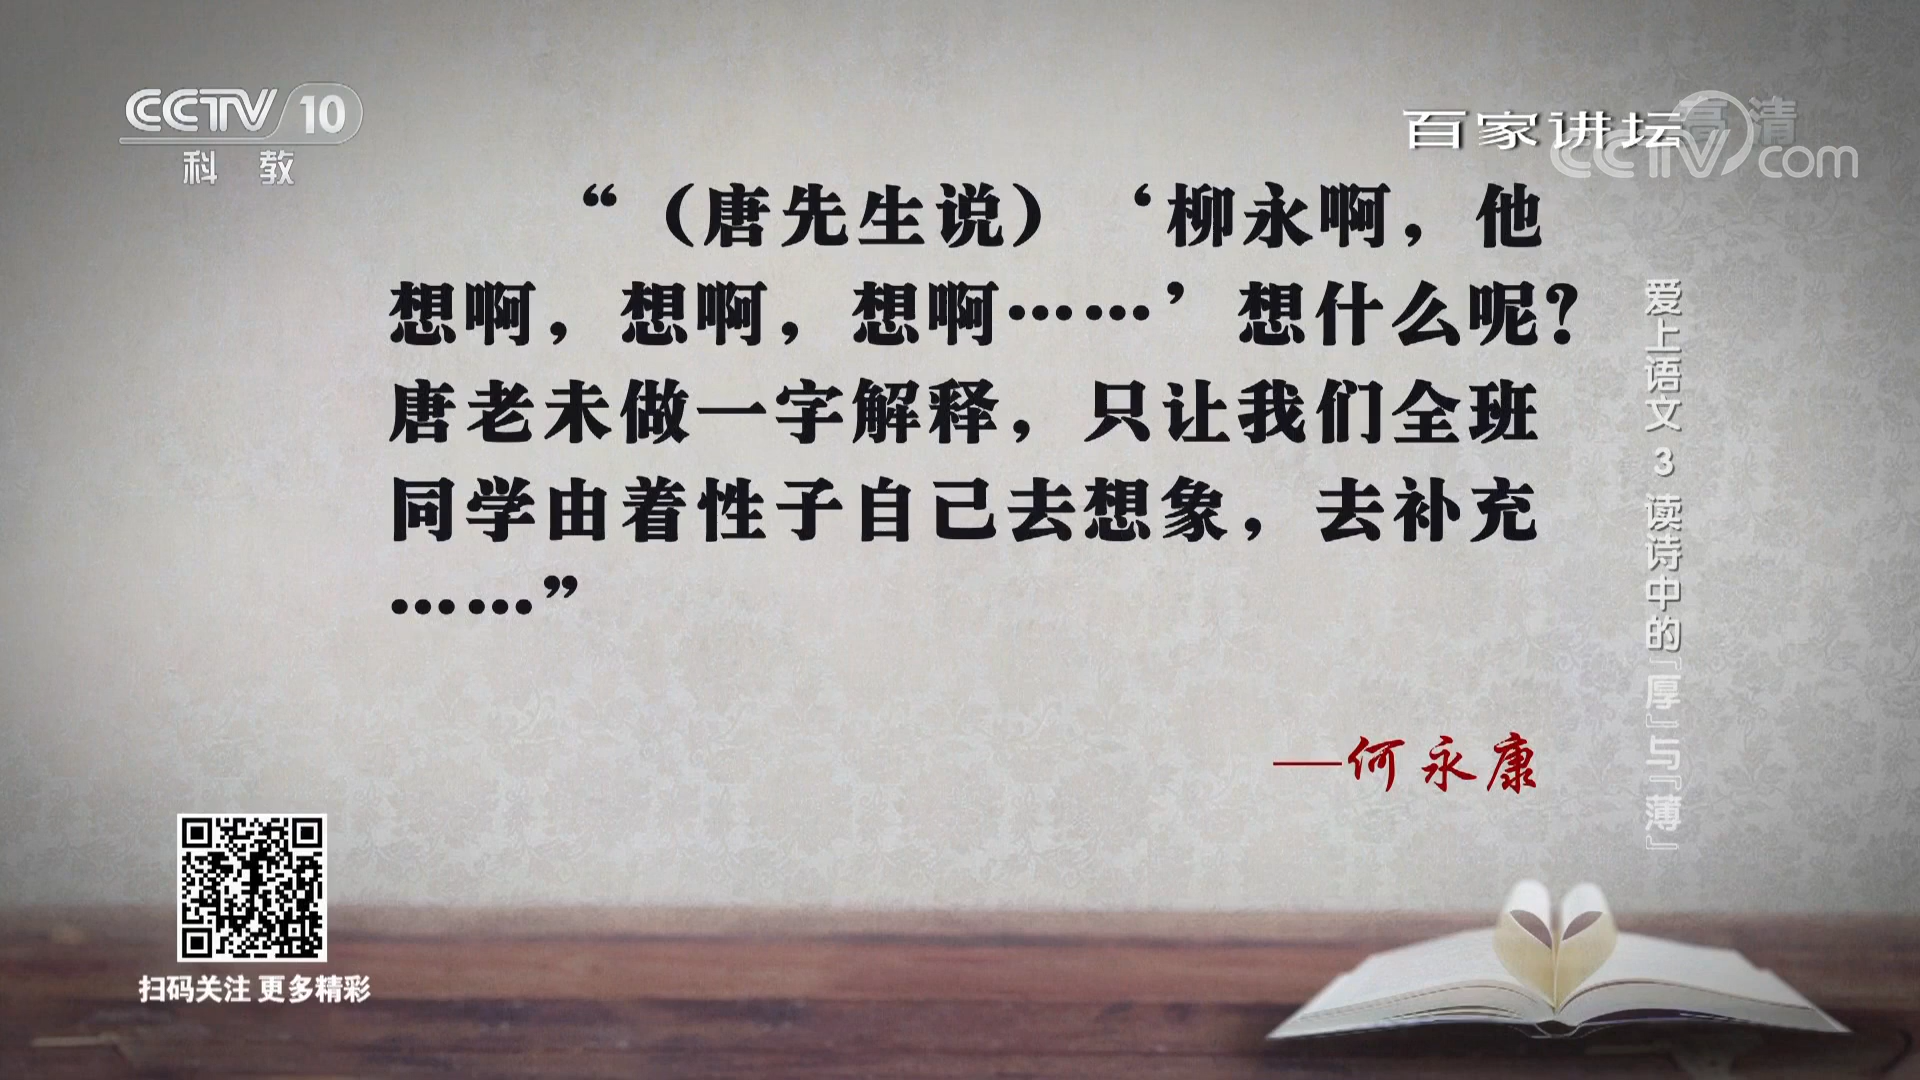 CCTV 10
科教
百家讲坛
高清
CCTV.com
“（唐先生说）‘柳永啊，他
想啊，想啊，想啊……’想什么呢？
唐老未做一字解释，只让我们全班
同学由着性子自己去想象，去补充
……”
—何永康
爱上语文 3 读诗中的『厚』与『薄』
扫码关注 更多精彩